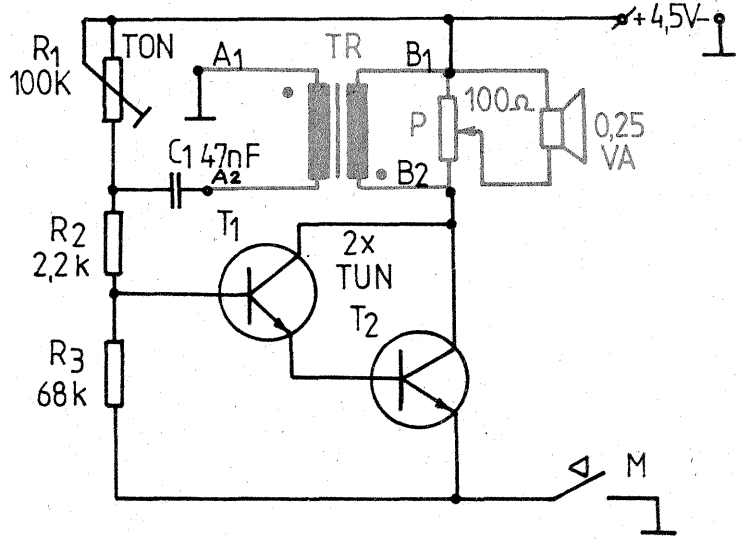 +4,5V-
R1
100K
TON
A1
TR
B1
100Ω
P
0,25
VA
C1 47nF
A2
B2
R2
2,2k
T1
2x
TUN
T2
R3
68k
M